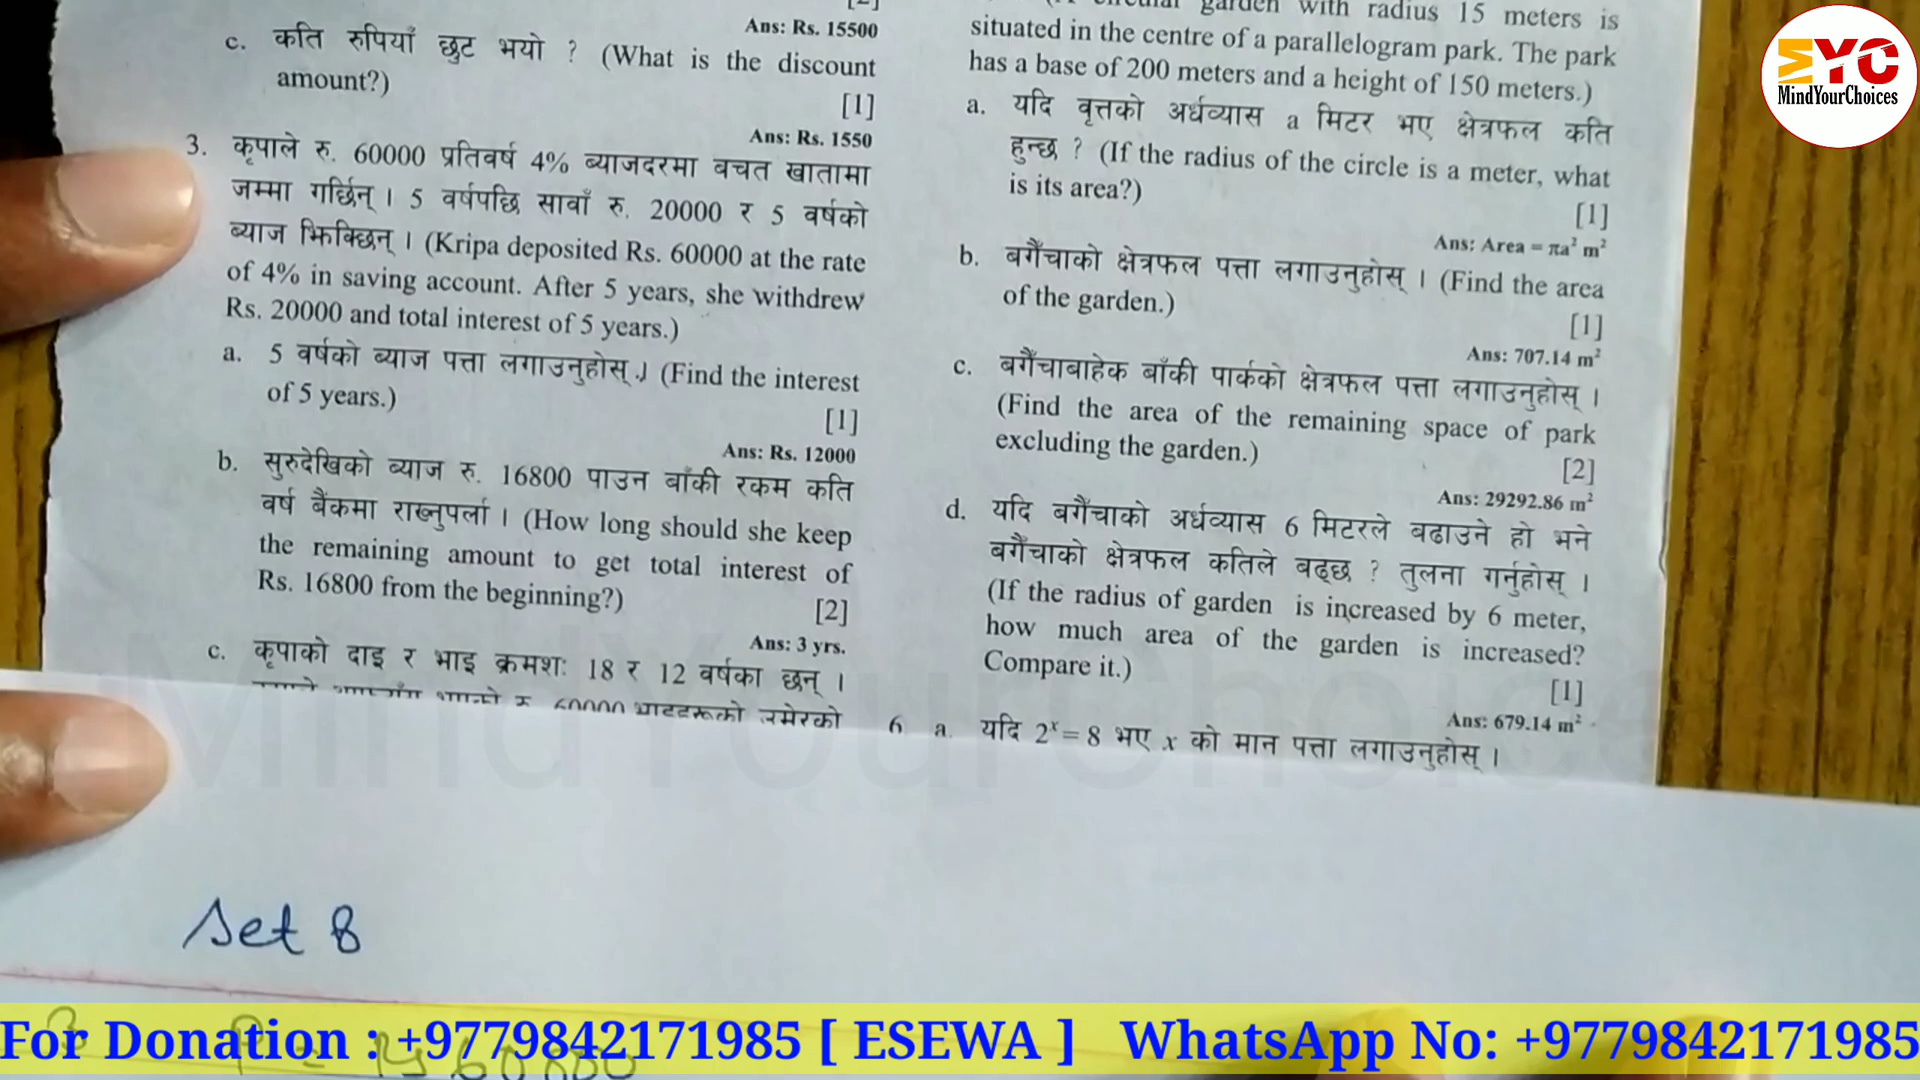 Ans: Rs. 15500
c. कति रुपियाँ छुट भयो ? (What is the discount
amount?)
[1]
Ans: Rs. 1550
3. कृपाले रु. 60000 प्रतिवर्ष 4% ब्याजदरमा बचत खातामा
जम्मा गर्छिन् । 5 वर्षपछि सावाँ रु. 20000 र 5 वर्षको
ब्याज झिक्छिन् । (Kripa deposited Rs. 60000 at the rate
of 4% in saving account. After 5 years, she withdrew
Rs. 20000 and total interest of 5 years.)
a. 5 वर्षको ब्याज पत्ता लगाउनुहोस् । (Find the interest
of 5 years.)
[1]
Ans: Rs. 12000
b. सुरुदेखिको ब्याज रु. 16800 पाउन बाँकी रकम कति
वर्ष बैंकमा राख्नुपर्ला । (How long should she keep
the remaining amount to get total interest of
Rs. 16800 from the beginning?)
[2]
Ans: 3 yrs.
c. कृपाको दाइ र भाइ क्रमशः 18 र 12 वर्षका छन् ।
garden with radius 15 meters is
situated in the centre of a parallelogram park. The park
has a base of 200 meters and a height of 150 meters.)
a. यदि वृत्तको अर्धव्यास a मिटर भए क्षेत्रफल कति
हुन्छ ? (If the radius of the circle is a meter, what
is its area?)
[1]
Ans: Area = πa² m²
b. बगैँचाको क्षेत्रफल पत्ता लगाउनुहोस् । (Find the area
of the garden.)
[1]
Ans: 707.14 m²
c. बगैँचाबाहेक बाँकी पार्कको क्षेत्रफल पत्ता लगाउनुहोस् ।
(Find the area of the remaining space of park
excluding the garden.)
[2]
Ans: 29292.86 m²
d. यदि बगैँचाको अर्धव्यास 6 मिटरले बढाउने हो भने
बगैँचाको क्षेत्रफल कतिले बढ्छ ? तुलना गर्नुहोस् ।
(If the radius of garden is increased by 6 meter,
how much area of the garden is increased?
Compare it.)
[1]
Ans: 679.14 m²
6 a. यदि 2ˣ = 8 भए x को मान पत्ता लगाउनुहोस् ।
MYC
MindYourChoices
MindYourChoice
Set 8
For Donation : +9779842171985 [ ESEWA ] WhatsApp No: +9779842171985